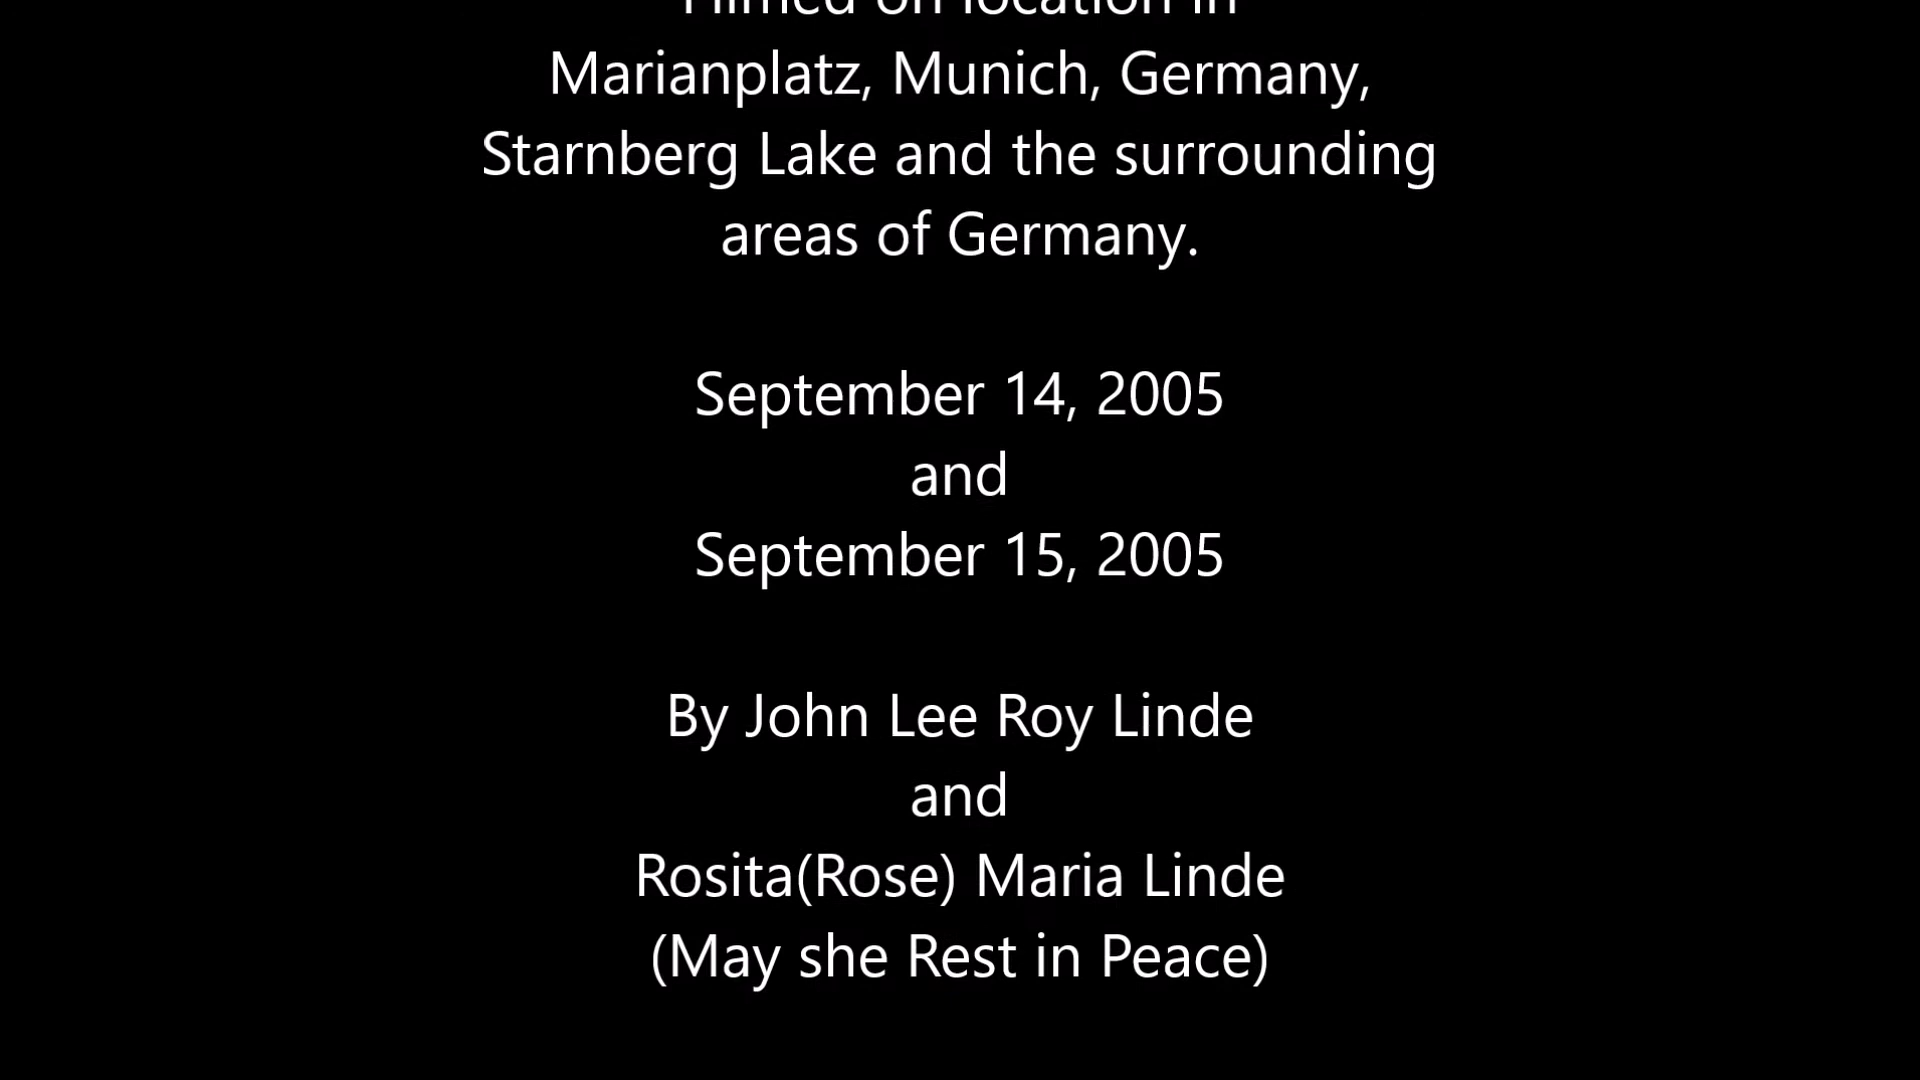 Filmed on location in
Marianplatz, Munich, Germany,
Starnberg Lake and the surrounding
areas of Germany.
September 14, 2005
and
September 15, 2005
By John Lee Roy Linde
and
Rosita(Rose) Maria Linde
(May she Rest in Peace)